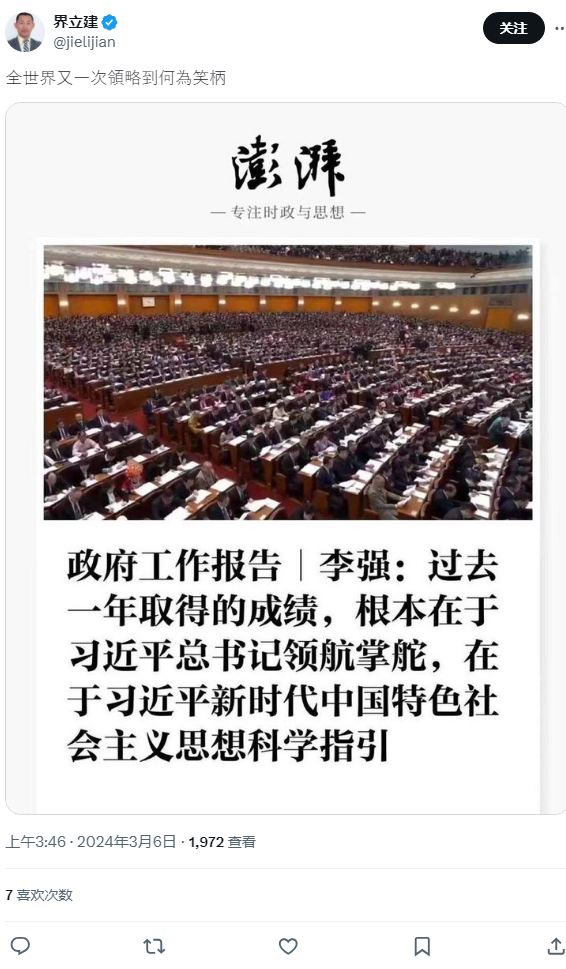 界立建
@jielijian
关注
全世界又一次領略到何為笑柄
澎湃
— 专注时政与思想 —
政府工作报告｜李强：过去
一年取得的成绩，根本在于
习近平总书记领航掌舵，在
于习近平新时代中国特色社
会主义思想科学指引
上午3:46 · 2024年3月6日 · 1,972 查看
7 喜欢次数